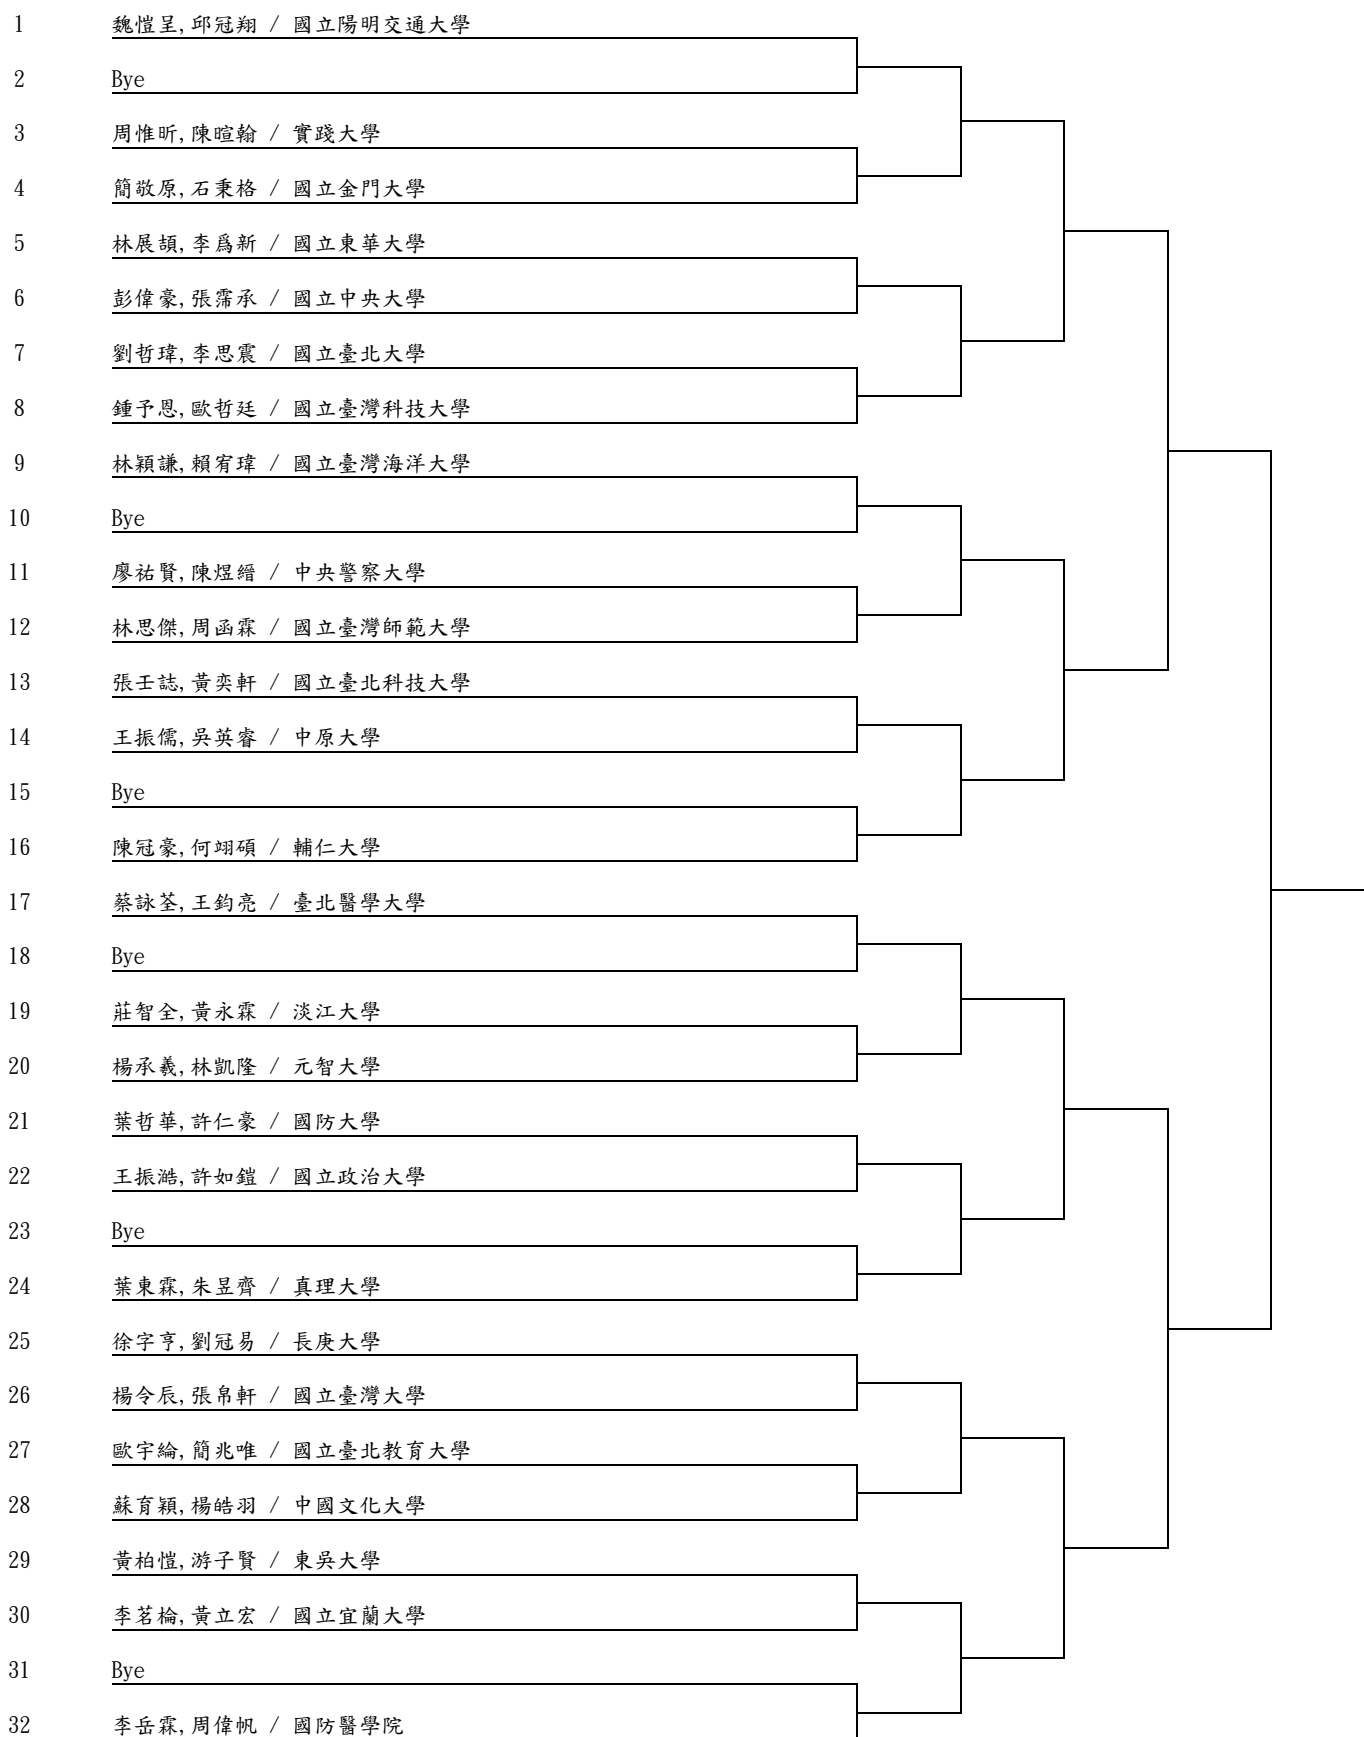 1 魏愷呈,邱冠翔 / 國立陽明交通大學
2 Bye
3 周惟昕,陳暄翰 / 實踐大學
4 簡敬原,石秉格 / 國立金門大學
5 林展頡,李爲新 / 國立東華大學
6 彭偉豪,張霈承 / 國立中央大學
7 劉哲瑋,李思震 / 國立臺北大學
8 鍾予恩,歐哲廷 / 國立臺灣科技大學
9 林穎謙,賴宥瑋 / 國立臺灣海洋大學
10 Bye
11 廖祐賢,陳煜縉 / 中央警察大學
12 林思傑,周函霖 / 國立臺灣師範大學
13 張壬誌,黃奕軒 / 國立臺北科技大學
14 王振儒,吳英睿 / 中原大學
15 Bye
16 陳冠豪,何翊碩 / 輔仁大學
17 蔡詠荃,王鈞亮 / 臺北醫學大學
18 Bye
19 莊智全,黃永霖 / 淡江大學
20 楊承羲,林凱隆 / 元智大學
21 葉哲華,許仁豪 / 國防大學
22 王振澔,許如鎧 / 國立政治大學
23 Bye
24 葉東霖,朱昱齊 / 真理大學
25 徐字亨,劉冠易 / 長庚大學
26 楊令辰,張帛軒 / 國立臺灣大學
27 歐宇綸,簡兆唯 / 國立臺北教育大學
28 蘇育穎,楊皓羽 / 中國文化大學
29 黃柏愷,游子賢 / 東吳大學
30 李茗棆,黃立宏 / 國立宜蘭大學
31 Bye
32 李岳霖,周偉帆 / 國防醫學院